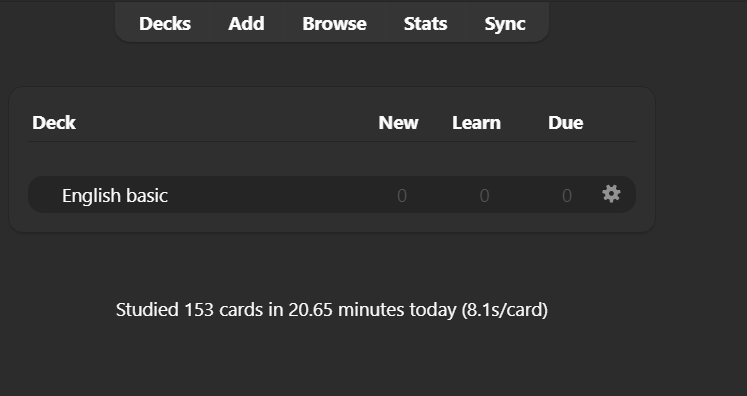 Decks Add Browse Stats Sync
Deck New Learn Due
English basic 0 0 0
Studied 153 cards in 20.65 minutes today (8.1s/card)